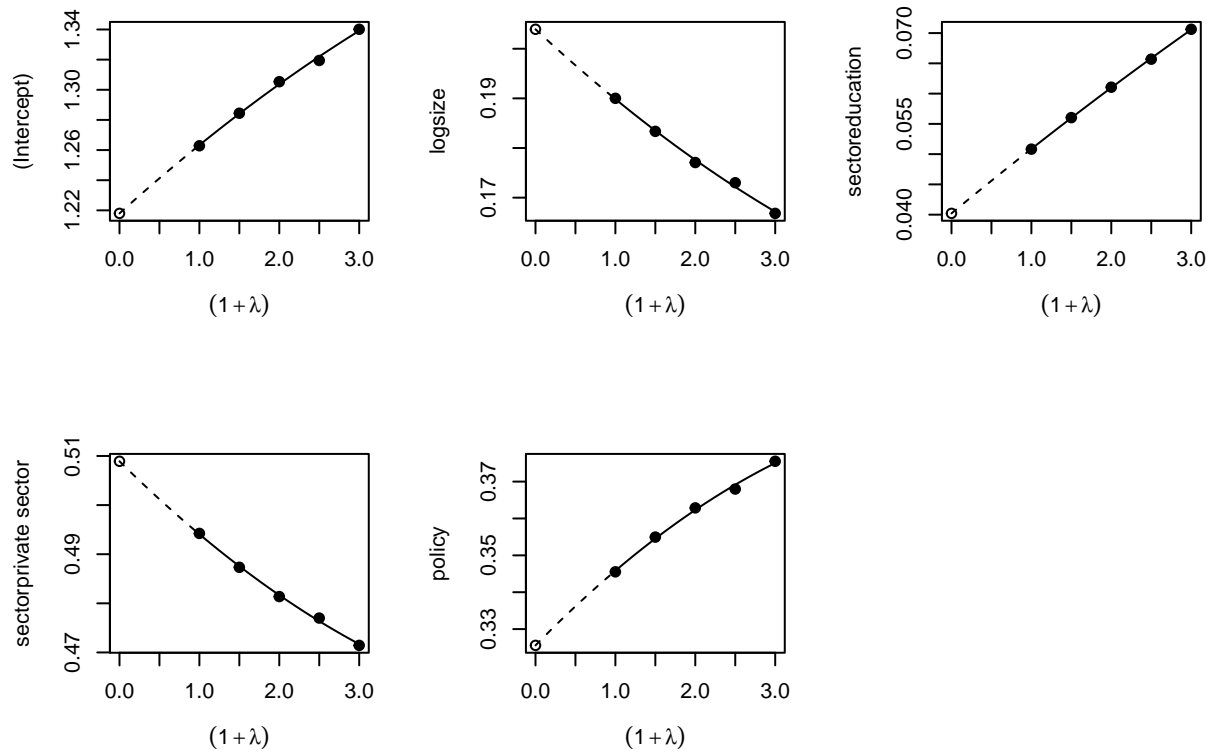 (Intercept)
1.22 1.26 1.30 1.34
0.0 1.0 2.0 3.0
(1 + λ)
logsize
0.17 0.19
0.0 1.0 2.0 3.0
(1 + λ)
sectoreducation
0.040 0.055 0.070
0.0 1.0 2.0 3.0
(1 + λ)
sectorprivate sector
0.47 0.49 0.51
0.0 1.0 2.0 3.0
(1 + λ)
policy
0.33 0.35 0.37
0.0 1.0 2.0 3.0
(1 + λ)